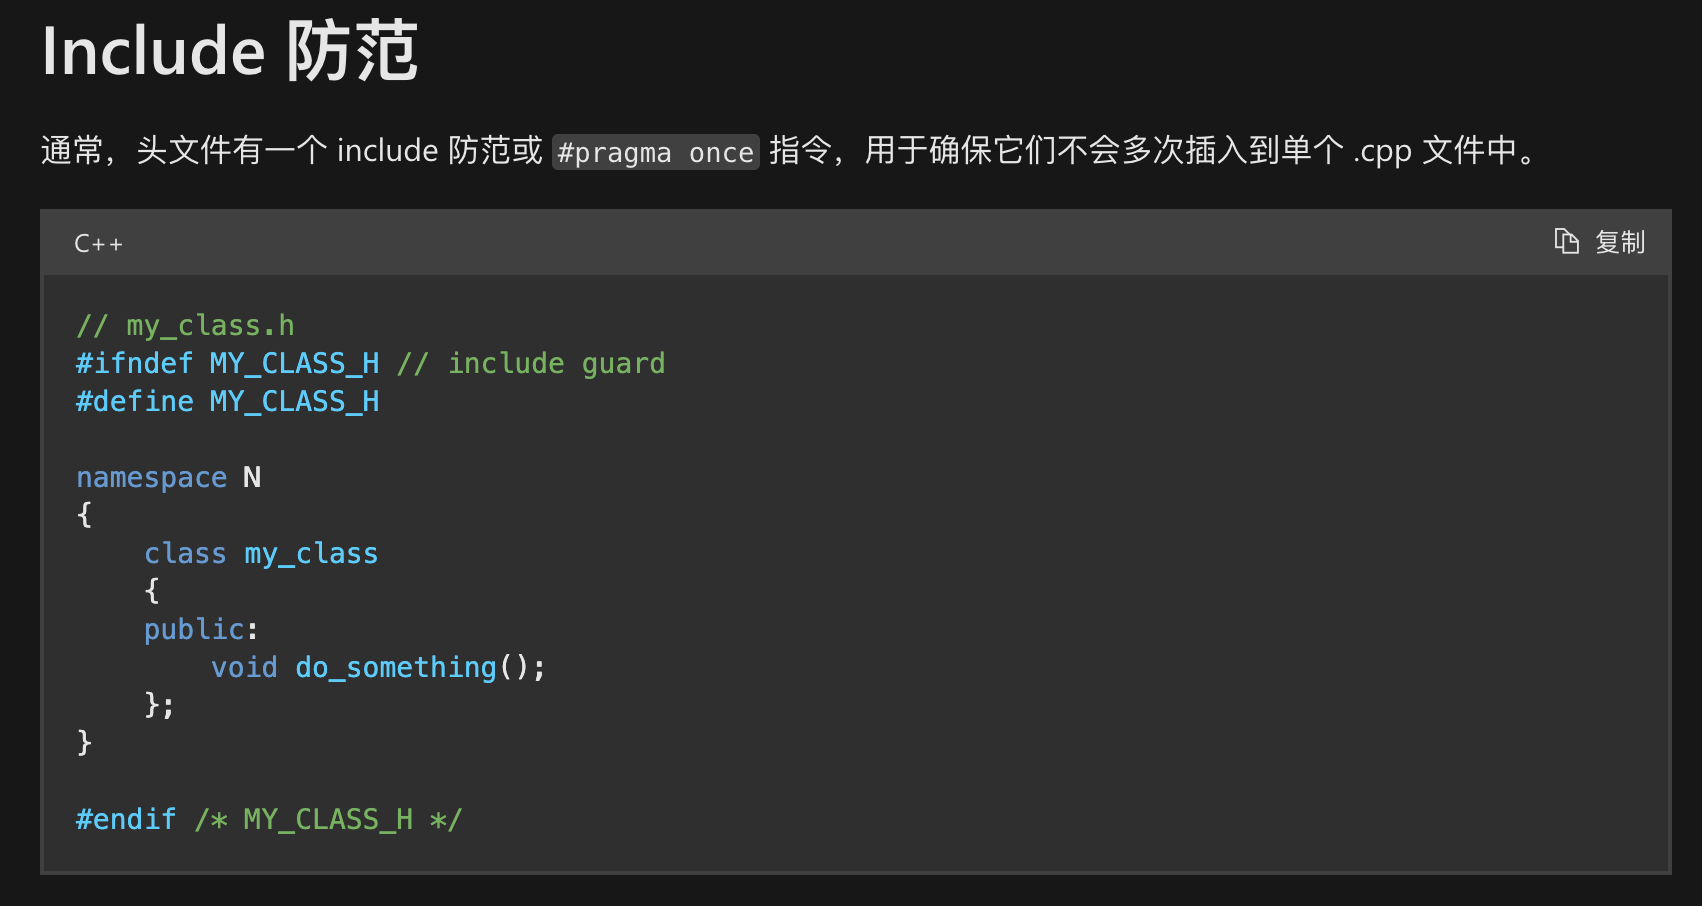 Include 防范
通常，头文件有一个 include 防范或 #pragma once 指令，用于确保它们不会多次插入到单个 .cpp 文件中。
C++
复制
// my_class.h
#ifndef MY_CLASS_H // include guard
#define MY_CLASS_H
namespace N
{
    class my_class
    {
    public:
        void do_something();
    };
}
#endif /* MY_CLASS_H */